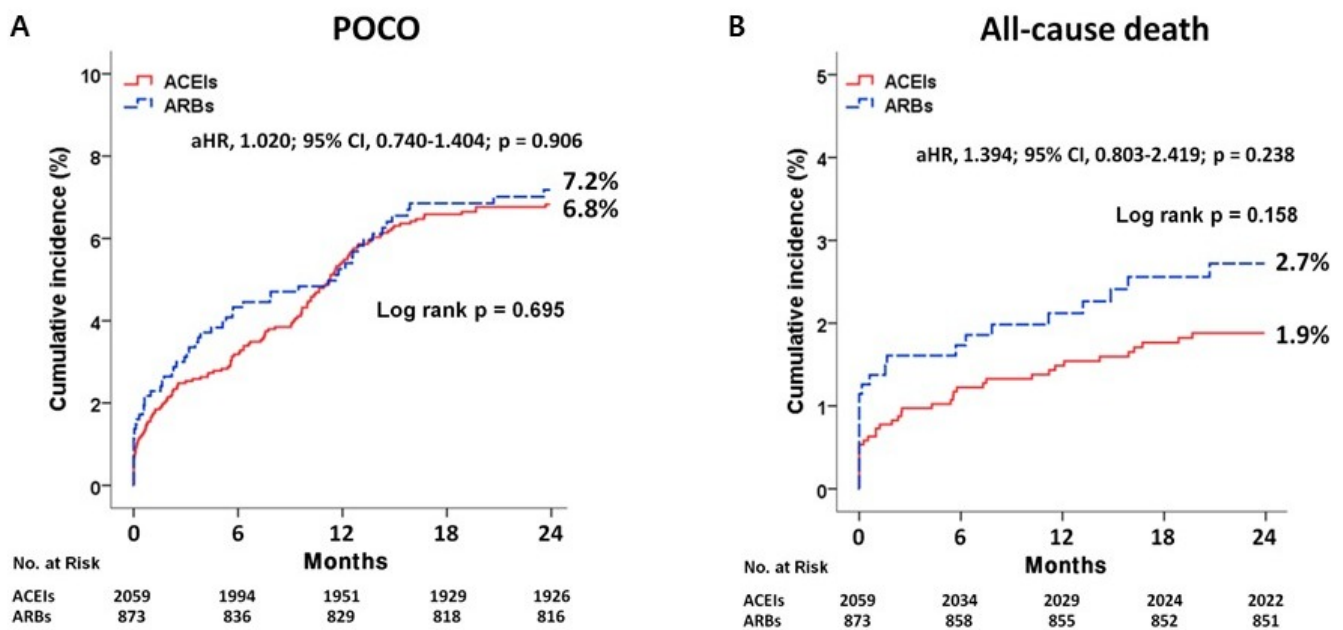 A POCO
10
ACEIs
ARBs
aHR, 1.020; 95% CI, 0.740-1.404; p = 0.906
8
7.2%
6.8%
6
4
Log rank p = 0.695
2
0
Cumulative incidence (%)
0 6 12 18 24
Months
No. at Risk
ACEIs 2059 1994 1951 1929 1926
ARBs 873 836 829 818 816
B All-cause death
5
ACEIs
ARBs
4
aHR, 1.394; 95% CI, 0.803-2.419; p = 0.238
Log rank p = 0.158
3
2.7%
2
1.9%
1
0
Cumulative incidence (%)
0 6 12 18 24
Months
No. at Risk
ACEIs 2059 2034 2029 2024 2022
ARBs 873 858 855 852 851